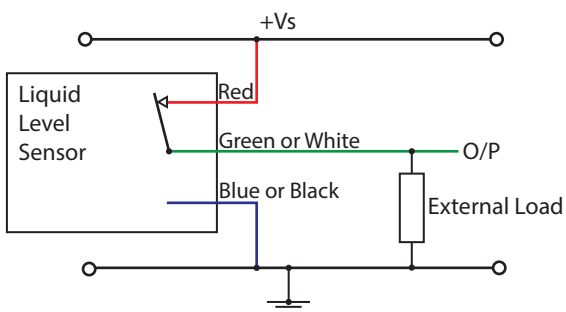 +Vs
Liquid
Level
Sensor
Red
Green or White
O/P
Blue or Black
External Load